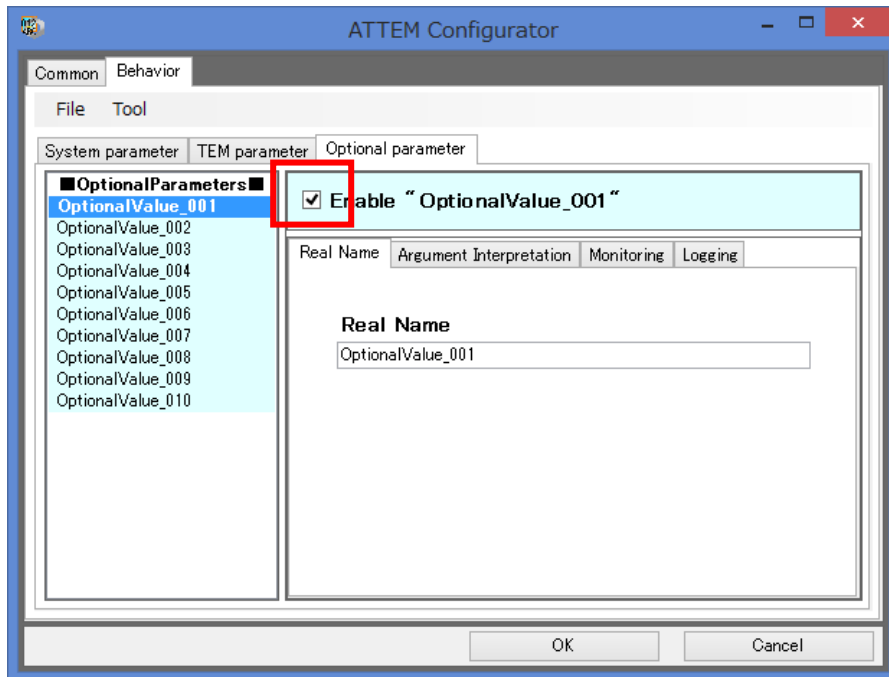 ATTEM Configurator
Common Behavior
File Tool
System parameter TEM parameter Optional parameter
■OptionalParameters■
OptionalValue_001
OptionalValue_002
OptionalValue_003
OptionalValue_004
OptionalValue_005
OptionalValue_006
OptionalValue_007
OptionalValue_008
OptionalValue_009
OptionalValue_010
Enable “OptionalValue_001“
Real Name Argument Interpretation Monitoring Logging
Real Name
OptionalValue_001
OK Cancel